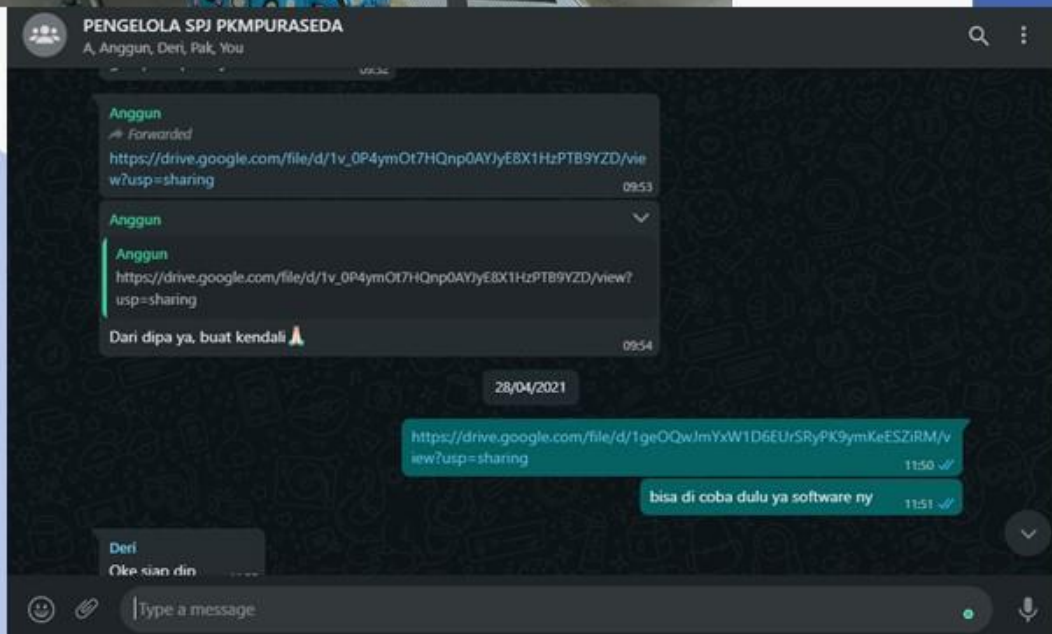 PENGELOLA SPJ PKMPURASEDA
A, Anggun, Deri, Pak, You
Anggun
Forwarded
https://drive.google.com/file/d/1v_0P4ymOt7HQnp0AYJyE8X1HzPTB9YZD/vie
w?usp=sharing
09:53
Anggun
Anggun
https://drive.google.com/file/d/1v_0P4ymOt7HQnp0AYJyE8X1HzPTB9YZD/view?
usp=sharing
Dari dipa ya, buat kendali🙏🏻
09:54
28/04/2021
https://drive.google.com/file/d/1geOQwJmYxW1D6EUrSRyPK9ymKeESZiRM/v
iew?usp=sharing
11:50
bisa di coba dulu ya software ny 11:51
Deri
Oke siap dip
Type a message